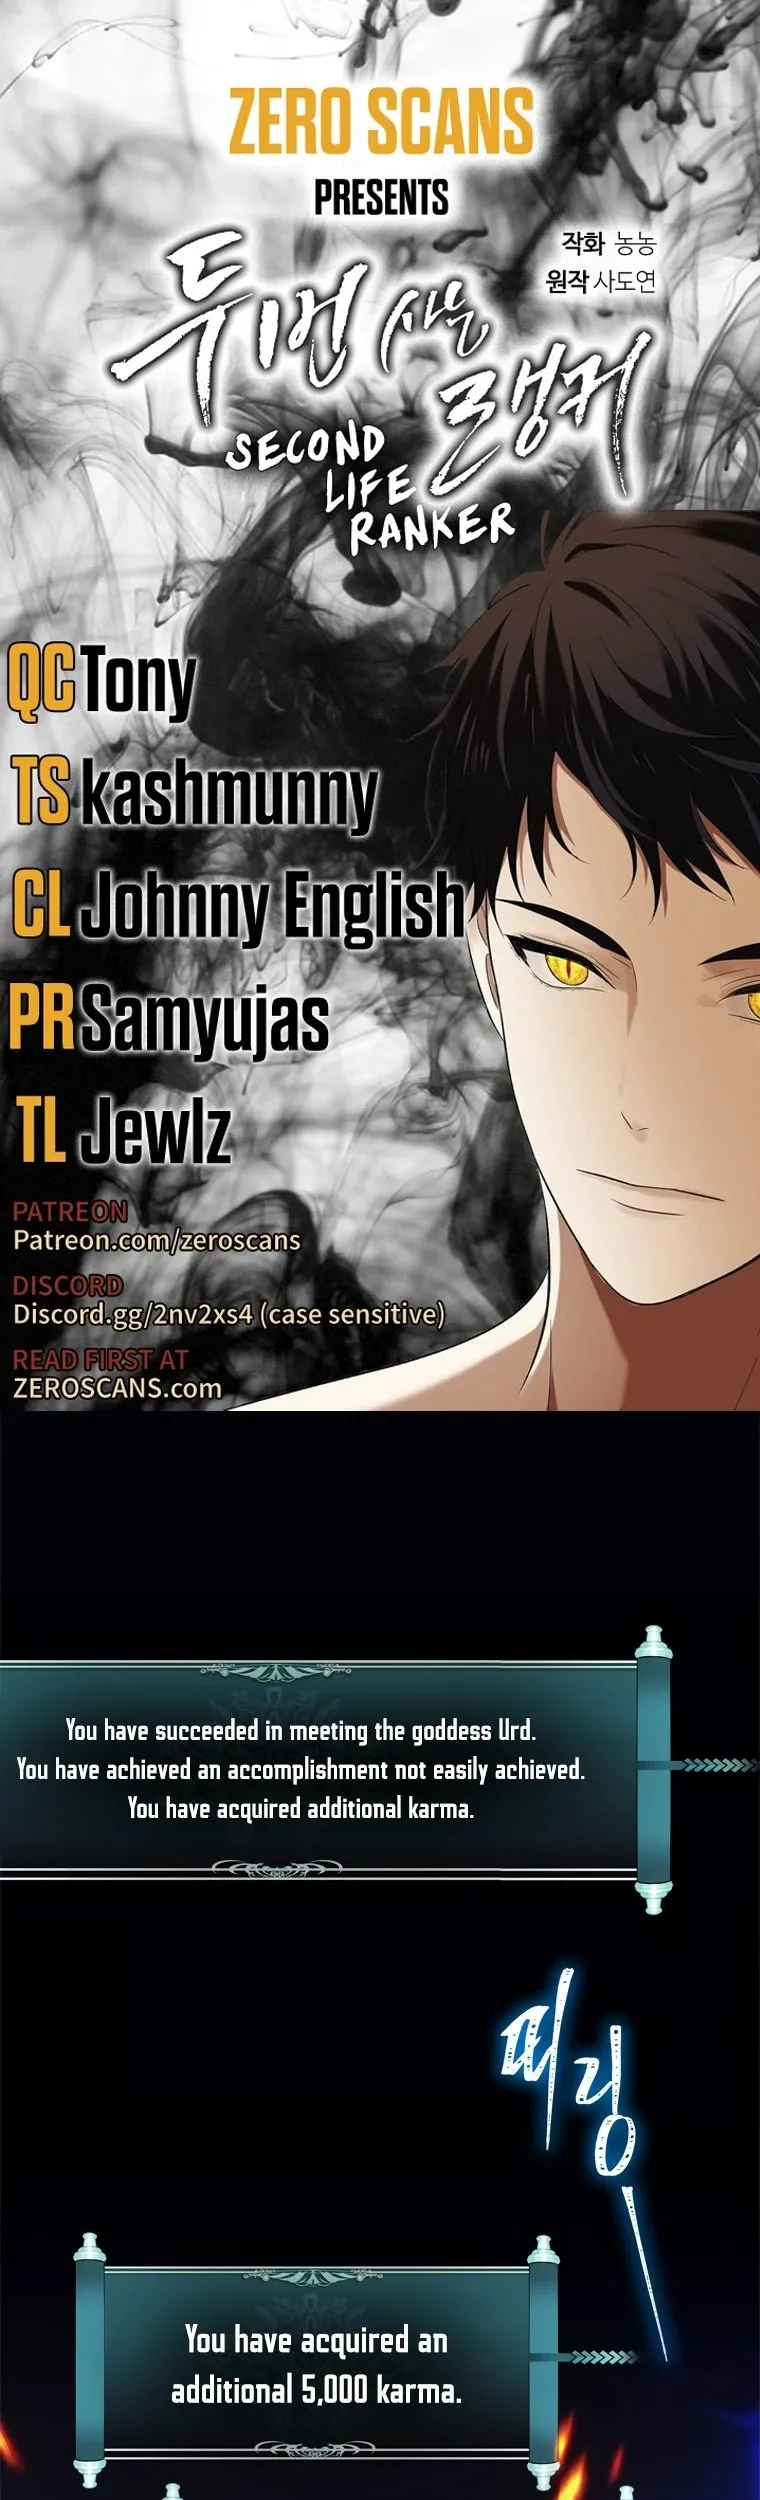 ZERO SCANS
PRESENTS
작화 농농
원작 사도연
두번 사는
랭커
SECOND
LIFE
RANKER
QC Tony
TS kashmunny
CL Johnny English
PR Samyujas
TL Jewlz
PATREON
Patreon.com/zeroscans
DISCORD
Discord.gg/2nv2xs4 (case sensitive)
READ FIRST AT
ZEROSCANS.com
You have succeeded in meeting the goddess Urd.
You have achieved an accomplishment not easily achieved.
You have acquired additional karma.
띠링
You have acquired an
additional 5,000 karma.